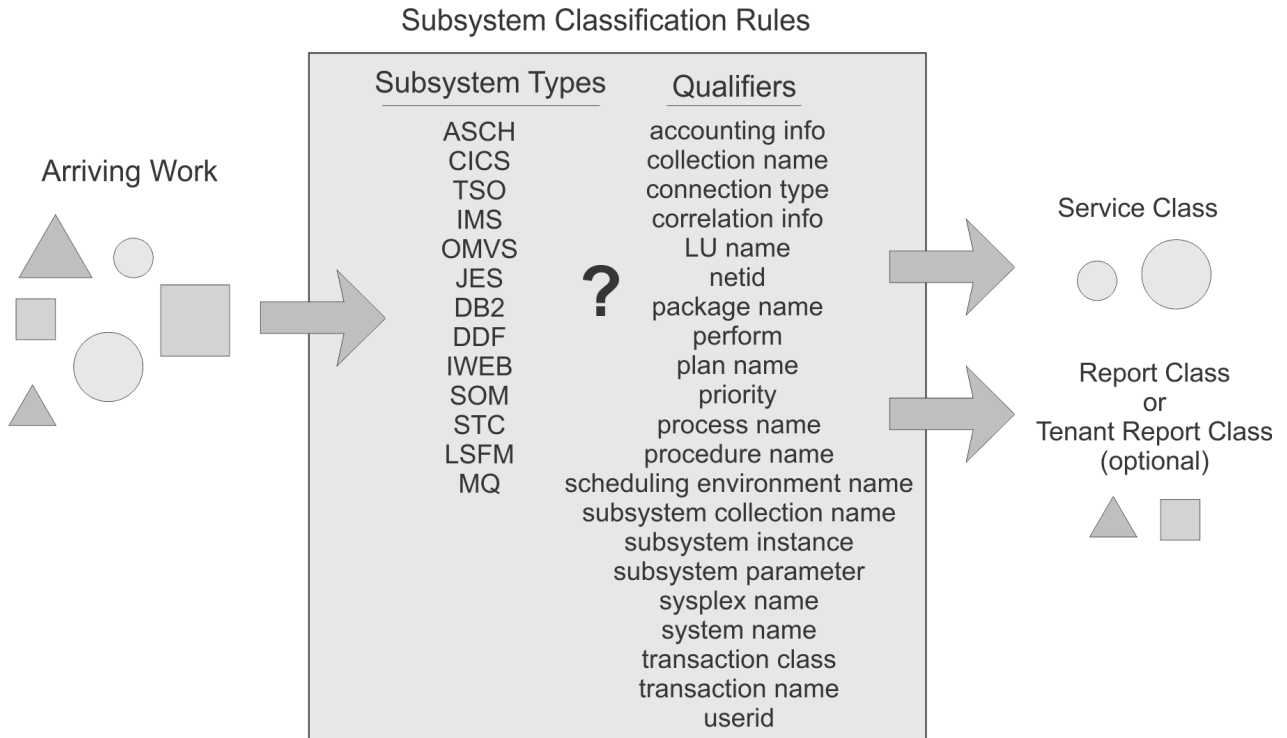 Subsystem Classification Rules
Arriving Work
Subsystem Types
ASCH
CICS
TSO
IMS
OMVS
JES
DB2
DDF
IWEB
SOM
STC
LSFM
MQ
?
Qualifiers
accounting info
collection name
connection type
correlation info
LU name
netid
package name
perform
plan name
priority
process name
procedure name
scheduling environment name
subsystem collection name
subsystem instance
subsystem parameter
sysplex name
system name
transaction class
transaction name
userid
Service Class
Report Class
or
Tenant Report Class
(optional)